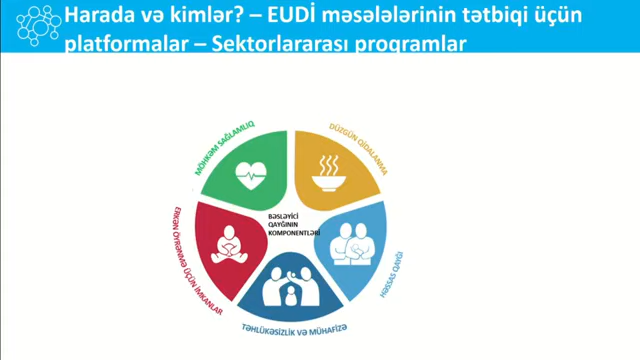 Harada və kimlər? – EUDİ məsələlərinin tətbiqi üçün
platformalar – Sektorlararası proqramlar
MÖHKƏM SAĞLAMLIQ
DÜZGÜN QİDALANMA
BƏSLƏYİCİ
QAYĞININ
KOMPONENTLƏRİ
ERKƏN ÖYRƏNMƏ ÜÇÜN İMKANLAR
HƏSSAS QAYĞI
TƏHLÜKƏSİZLİK VƏ MÜHAFİZƏ